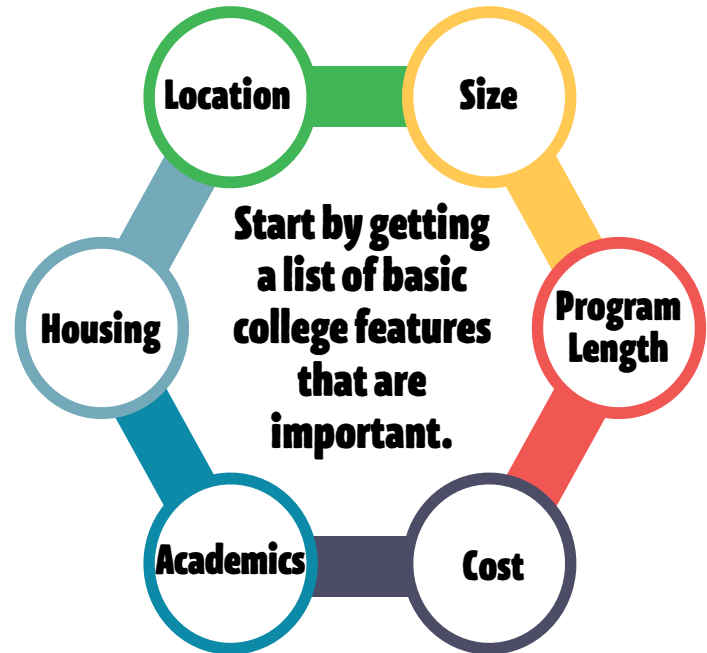 Location
Size
Start by getting
a list of basic
college features
that are
important.
Housing
Program
Length
Academics
Cost